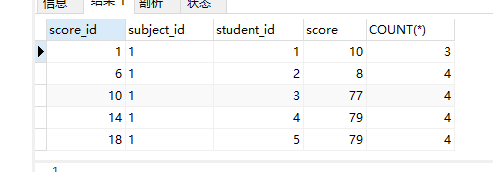 信息 结果 1 剖析 状态
score_id subject_id student_id score COUNT(*)
1 1 1 10 3
6 1 2 8 4
10 1 3 77 4
14 1 4 79 4
18 1 5 79 4